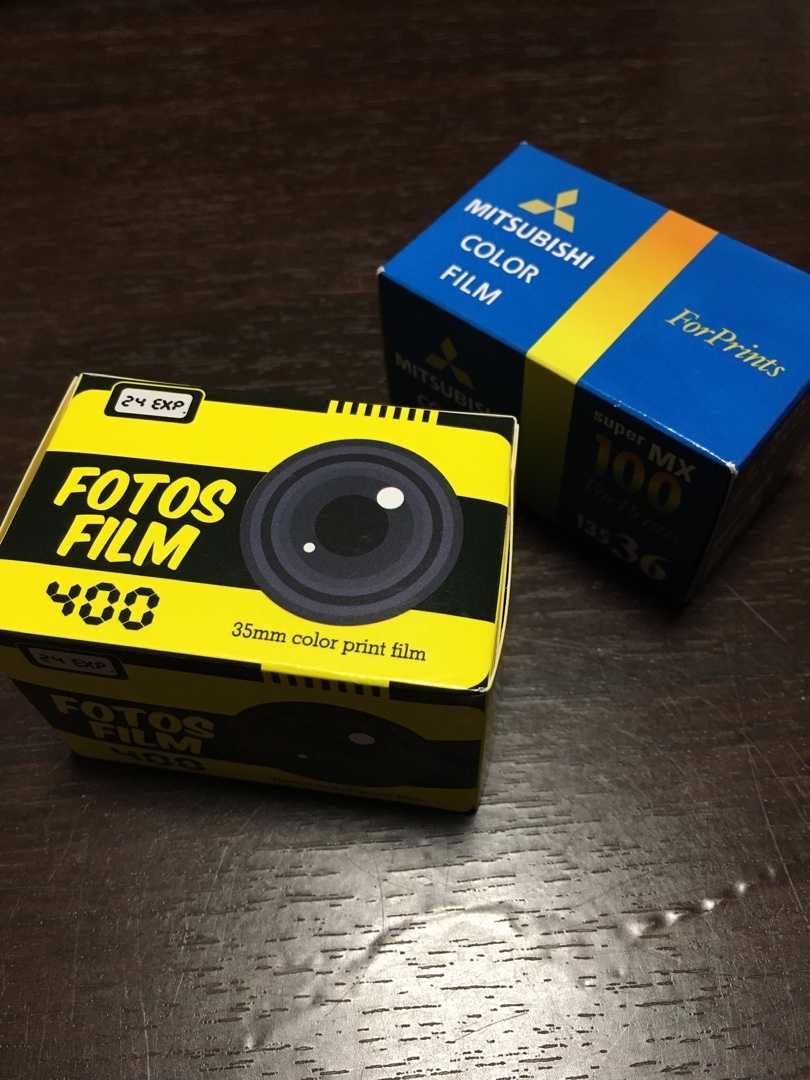 MITSUBISHI
COLOR
FILM
ForPrints
MITSUBISHI
super MX
100
ForPrints
135 36
24 EXP.
FOTOS
FILM
400
35mm color print film
24 EXP.
FOTOS
FILM
400